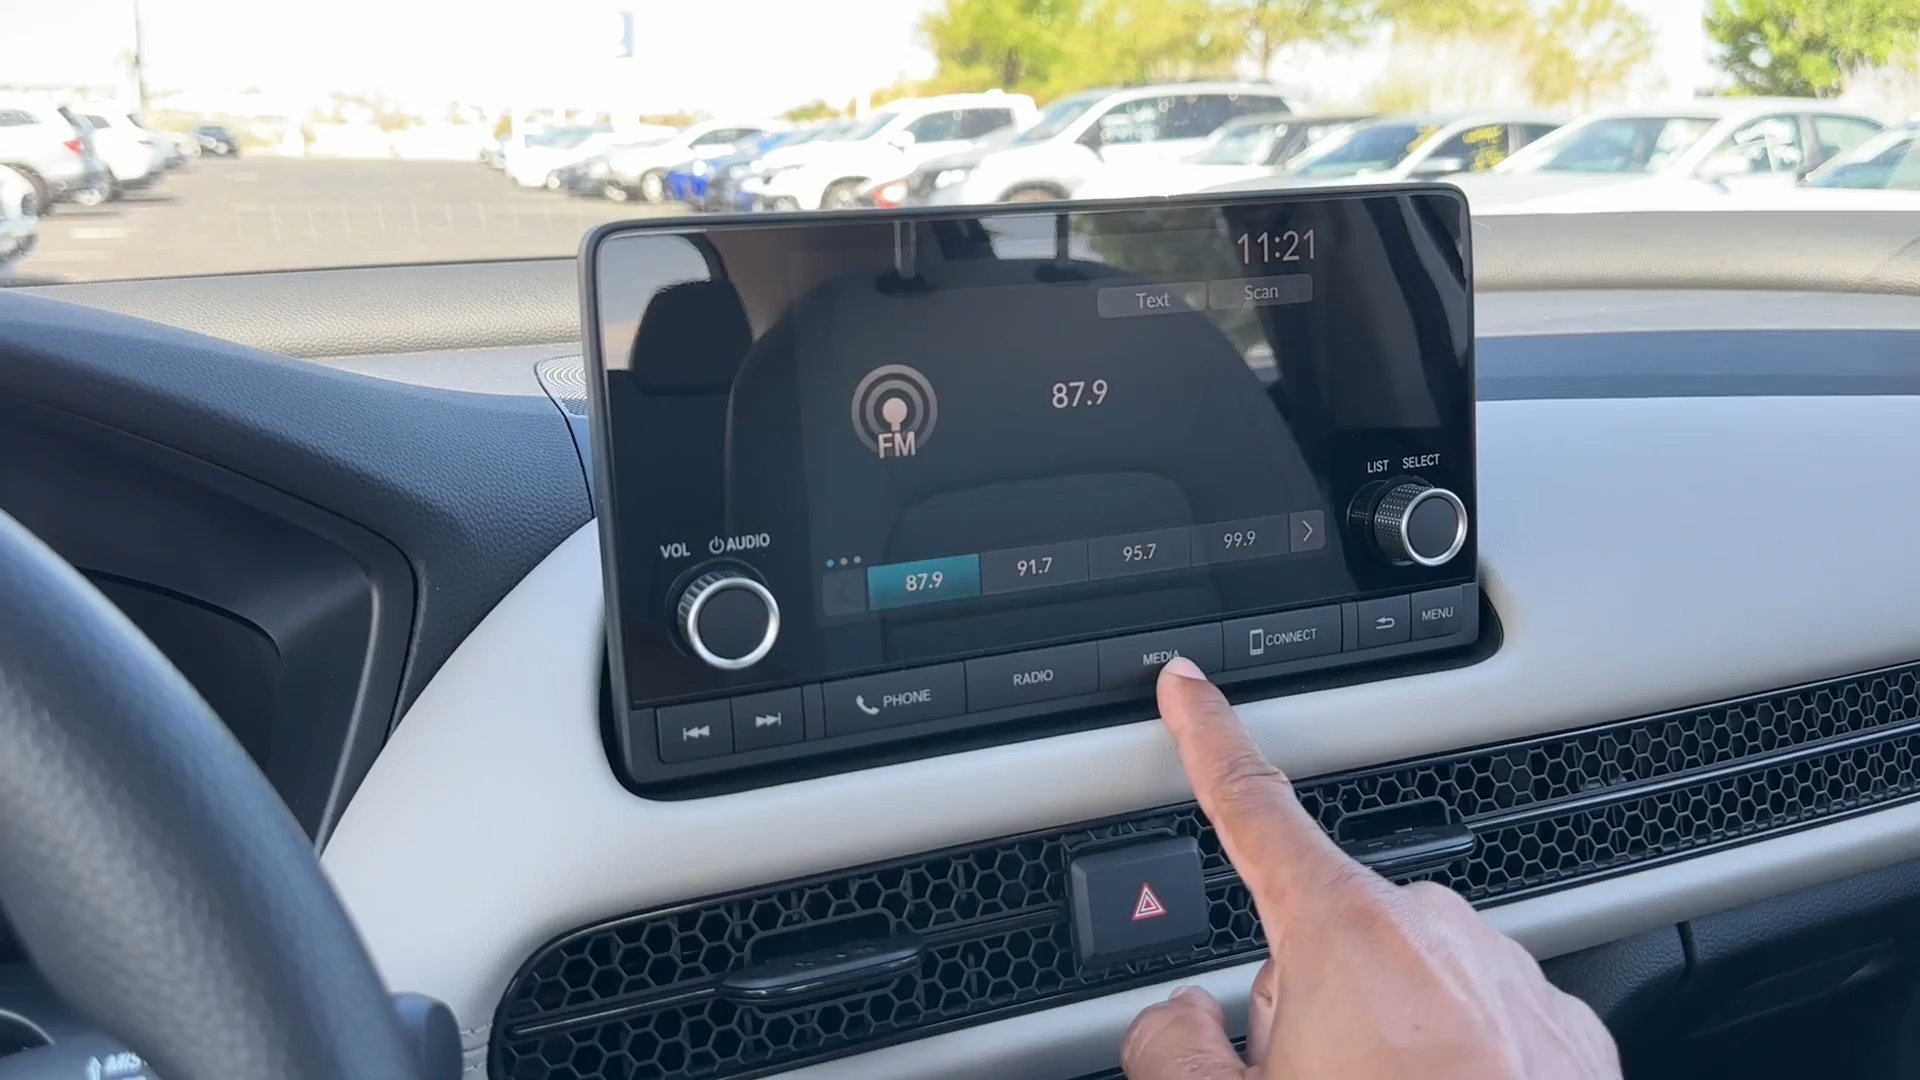 11:21
Text Scan
FM
87.9
LIST SELECT
VOL AUDIO
87.9 91.7 95.7 99.9
PHONE RADIO MEDIA CONNECT MENU
MIST